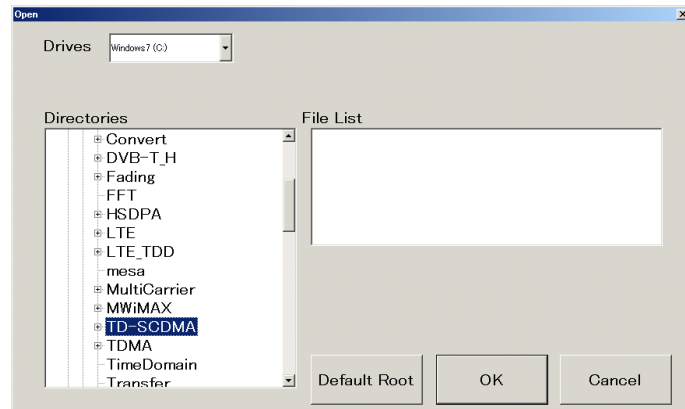 Open
Drives
Windows7 (C:)
Directories
File List
Convert
DVB-T_H
Fading
FFT
HSDPA
LTE
LTE_TDD
mesa
MultiCarrier
MWiMAX
TD-SCDMA
TDMA
TimeDomain
Transfer
Default Root
OK
Cancel